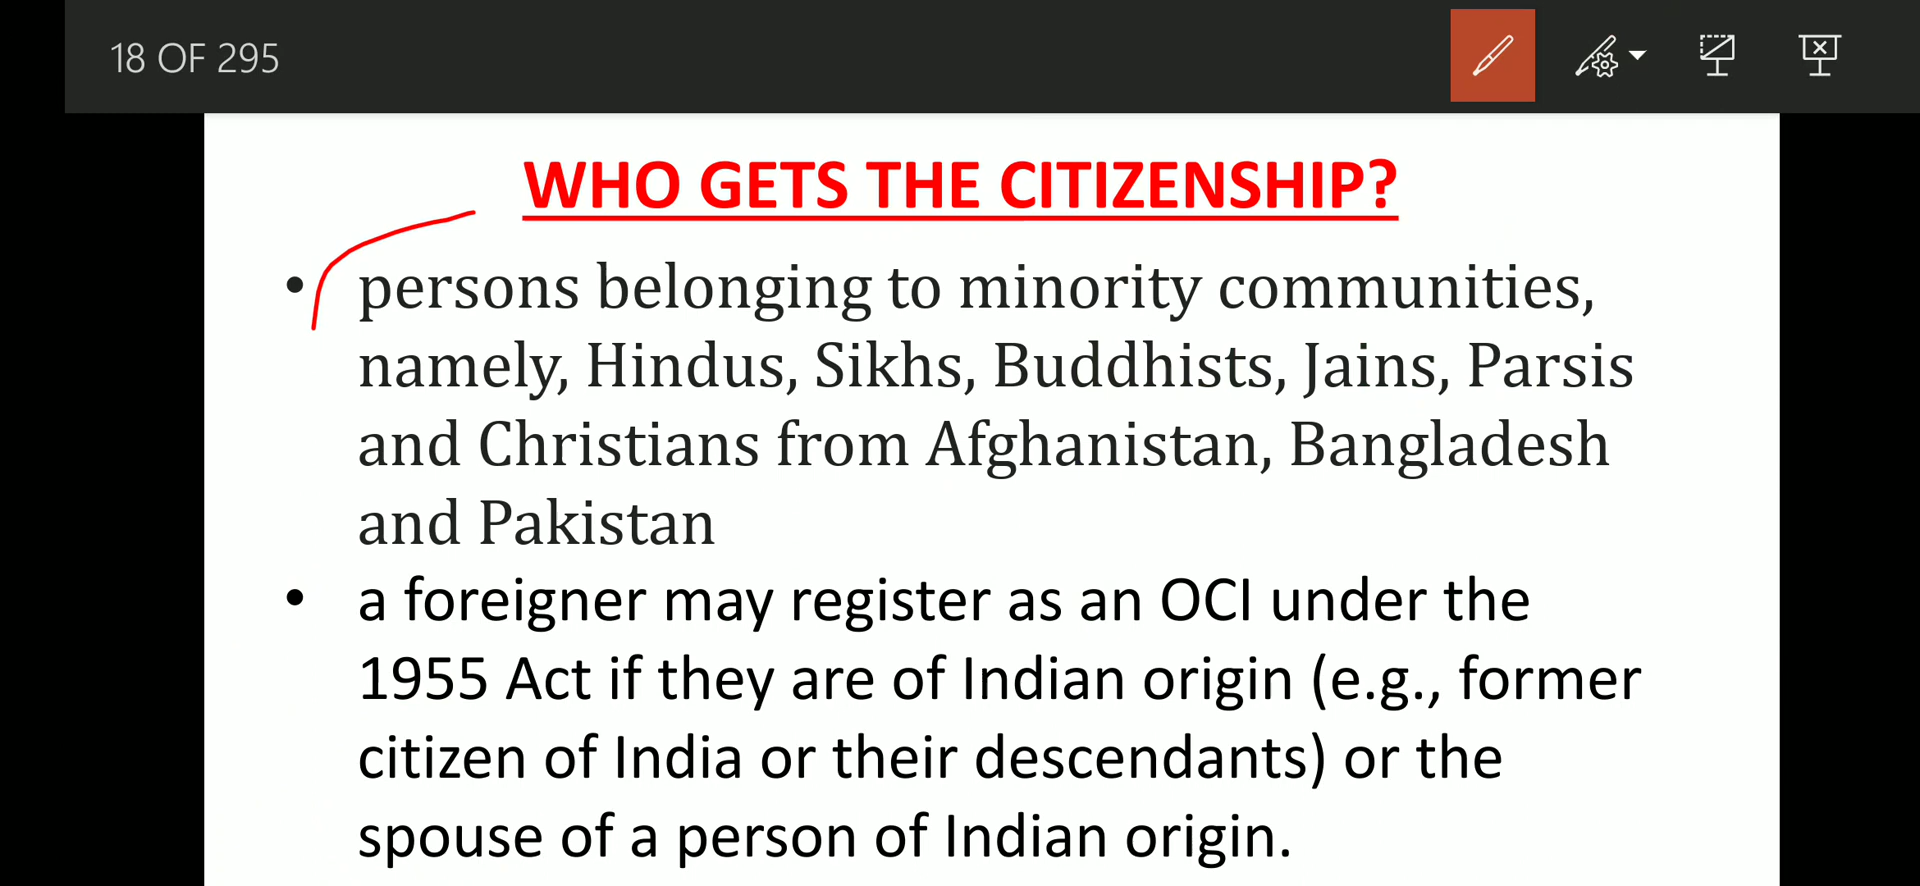 18 OF 295
WHO GETS THE CITIZENSHIP?
• persons belonging to minority communities,
namely, Hindus, Sikhs, Buddhists, Jains, Parsis
and Christians from Afghanistan, Bangladesh
and Pakistan
• a foreigner may register as an OCI under the
1955 Act if they are of Indian origin (e.g., former
citizen of India or their descendants) or the
spouse of a person of Indian origin.